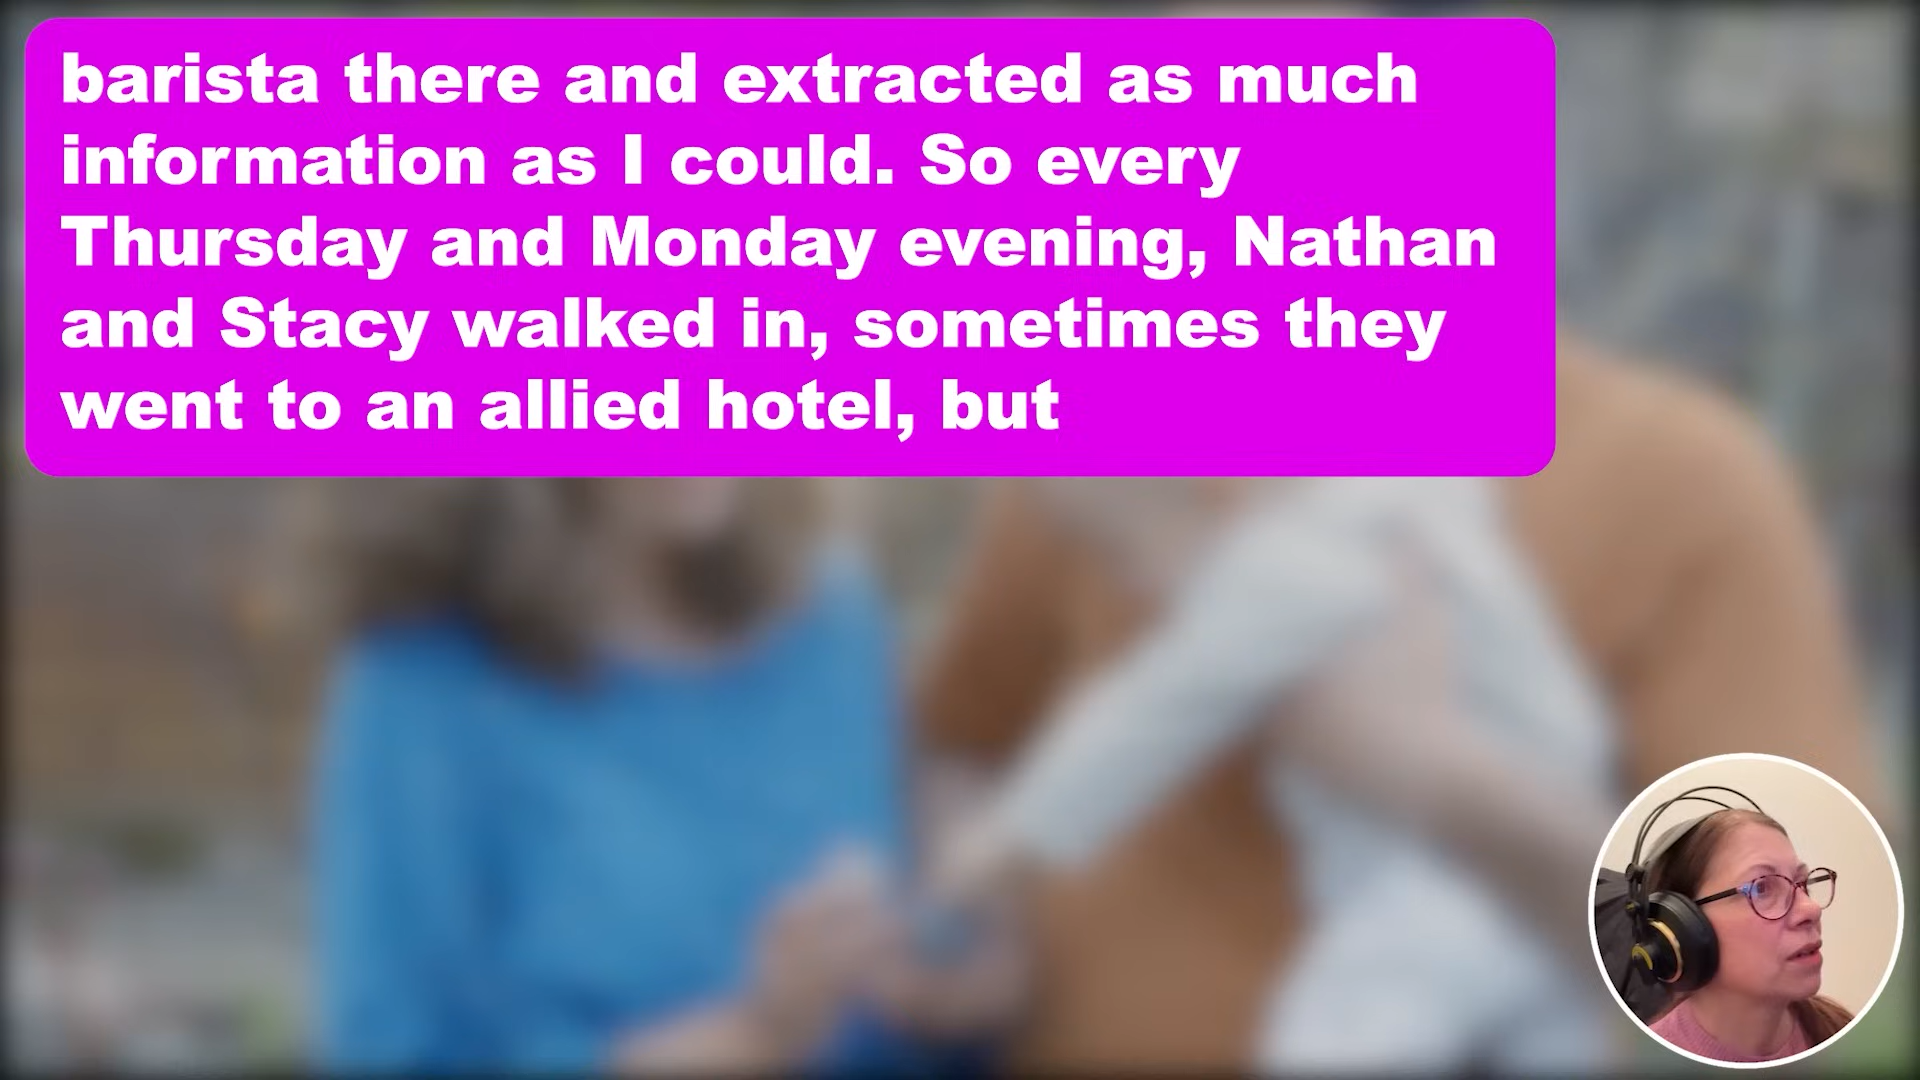 barista there and extracted as much
information as I could. So every
Thursday and Monday evening, Nathan
and Stacy walked in, sometimes they
went to an allied hotel, but